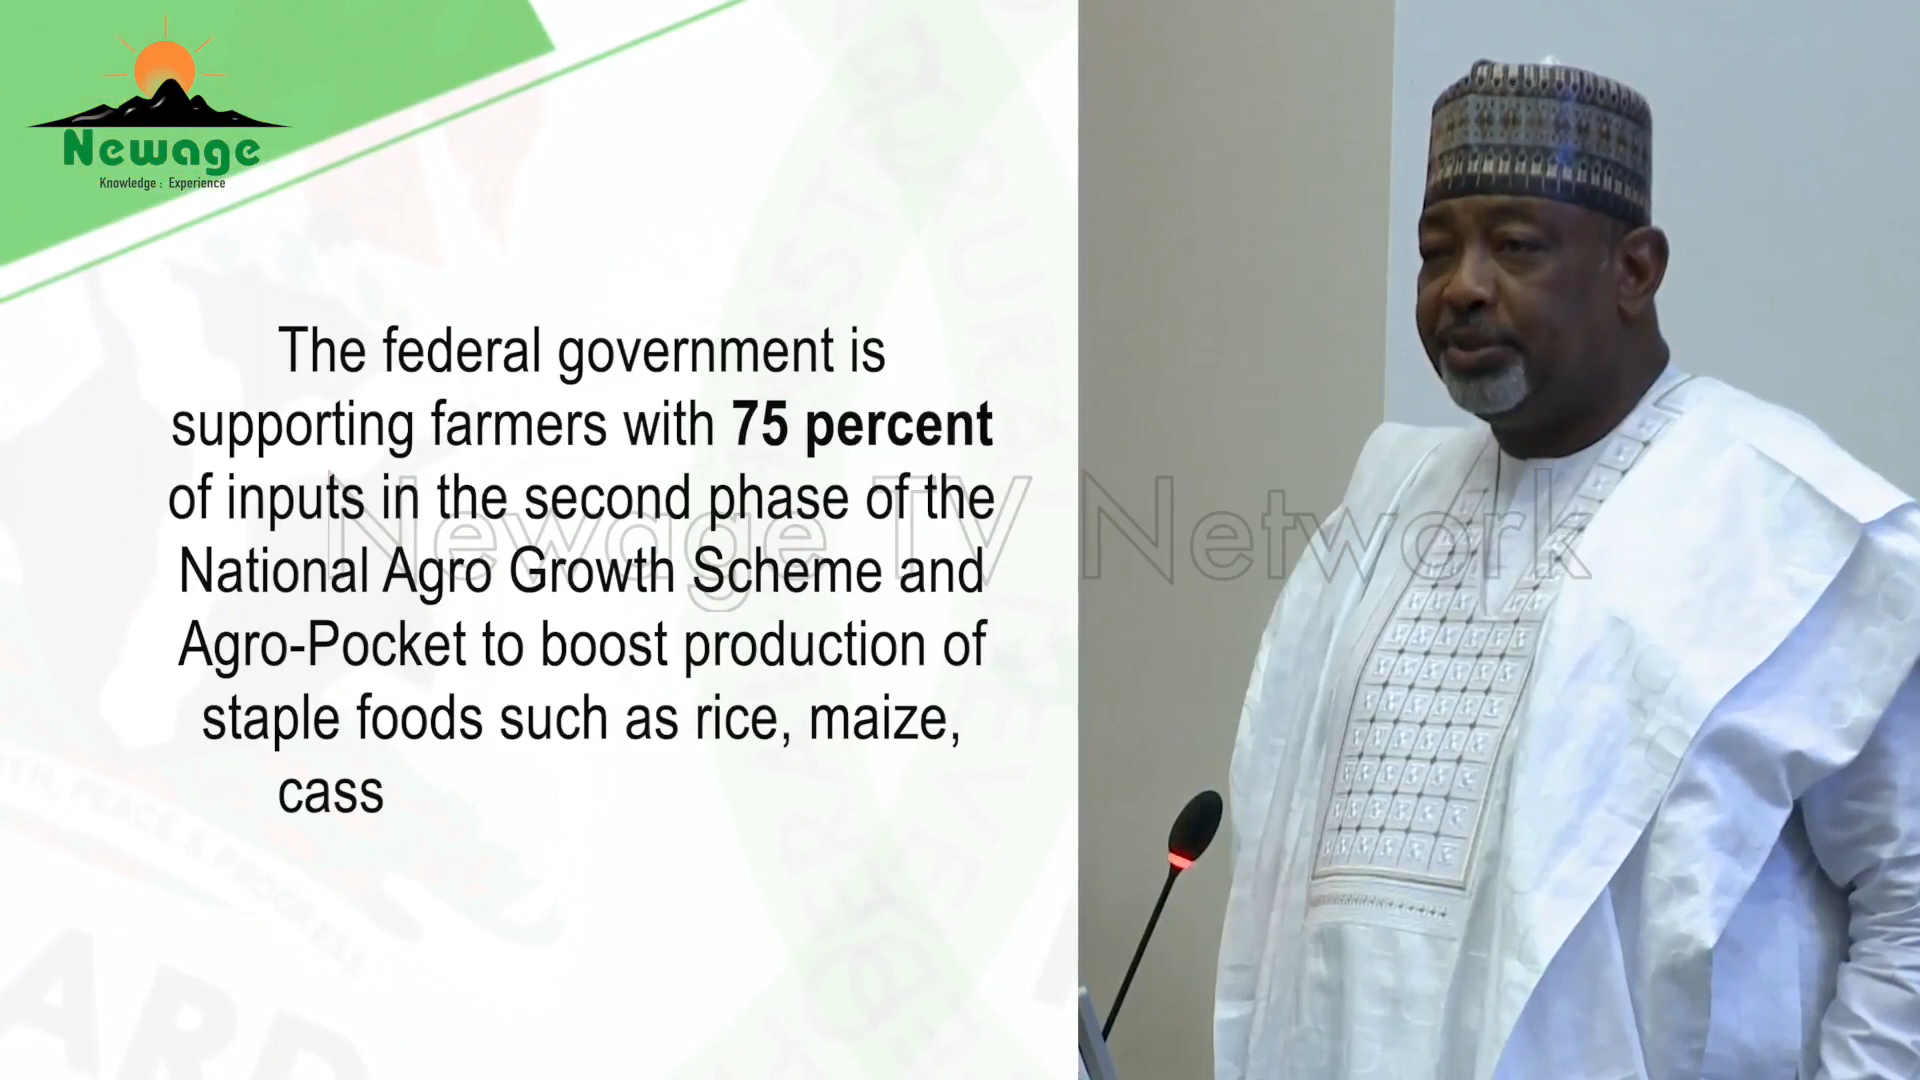 Newage
Knowledge : Experience
The federal government is
supporting farmers with 75 percent
of inputs in the second phase of the
National Agro Growth Scheme and
Agro-Pocket to boost production of
staple foods such as rice, maize,
cass
Newage TV Network